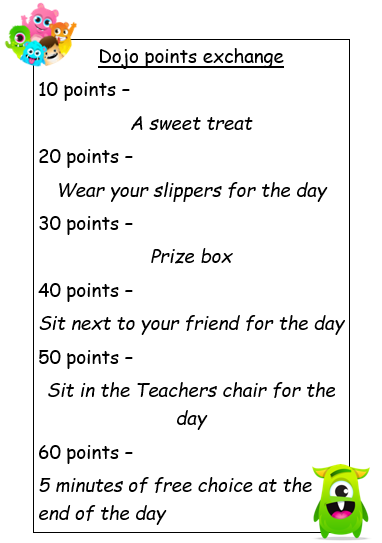 Dojo points exchange
10 points –
A sweet treat
20 points –
Wear your slippers for the day
30 points –
Prize box
40 points –
Sit next to your friend for the day
50 points –
Sit in the Teachers chair for the
day
60 points –
5 minutes of free choice at the
end of the day